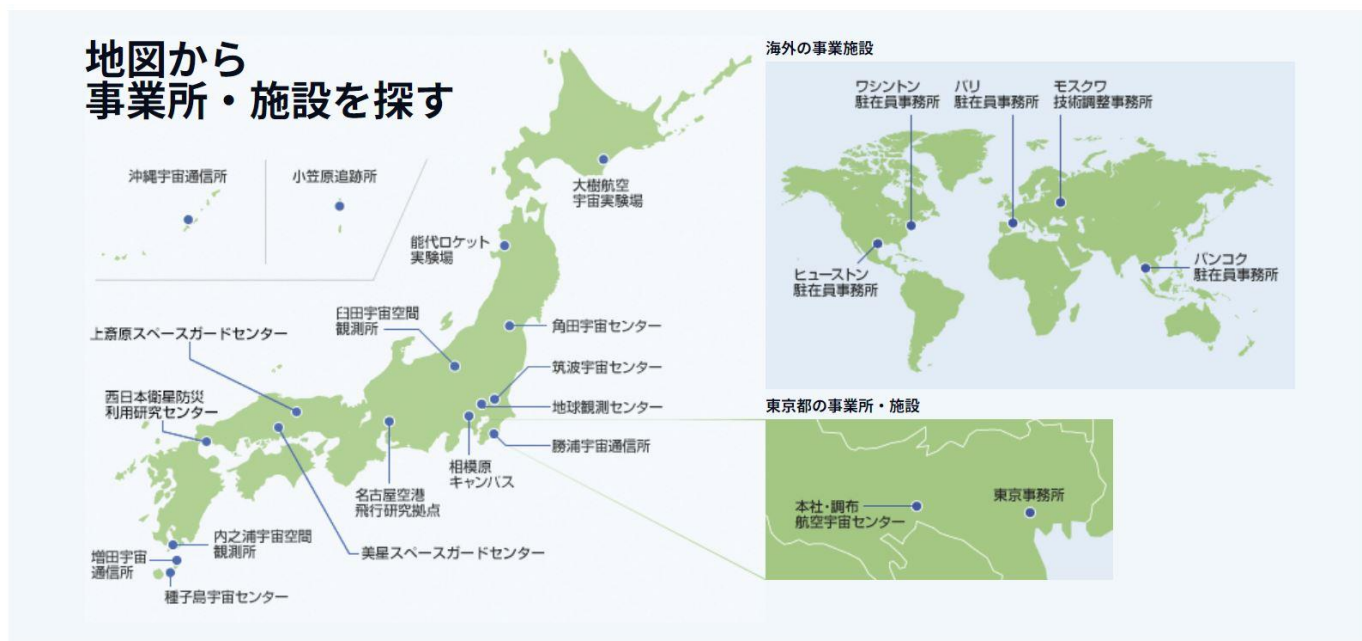 地図から
事業所・施設を探す
沖縄宇宙通信所
小笠原追跡所
大樹航空
宇宙実験場
能代ロケット
実験場
臼田宇宙空間
観測所
上斎原スペースガードセンター
角田宇宙センター
筑波宇宙センター
西日本衛星防災
利用研究センター
地球観測センター
勝浦宇宙通信所
相模原
キャンパス
名古屋空港
飛行研究拠点
内之浦宇宙空間
観測所
美星スペースガードセンター
増田宇宙
通信所
種子島宇宙センター
海外の事業施設
ワシントン
駐在員事務所
パリ
駐在員事務所
モスクワ
技術調整事務所
ヒューストン
駐在員事務所
バンコク
駐在員事務所
東京都の事業所・施設
本社・調布
航空宇宙センター
東京事務所